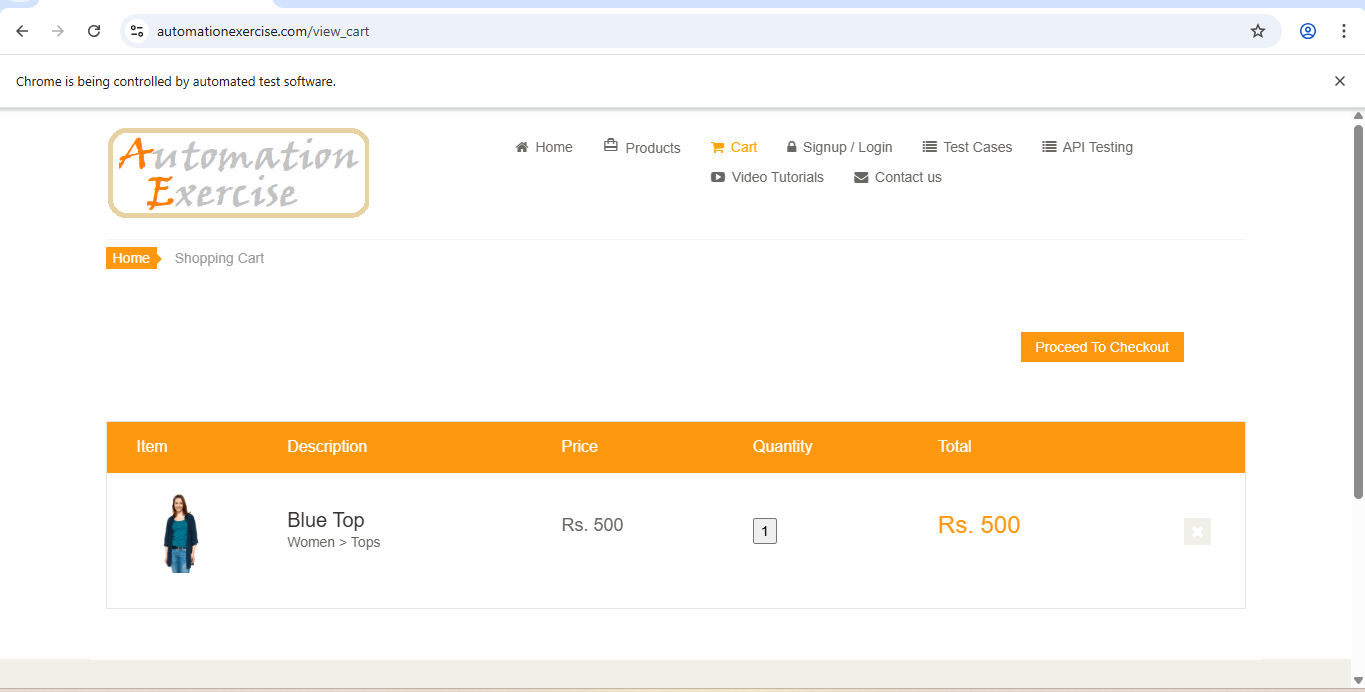 automationexercise.com/view_cart
Chrome is being controlled by automated test software.
Automation
Exercise
Home Products Cart Signup / Login Test Cases API Testing
Video Tutorials Contact us
Home Shopping Cart
Proceed To Checkout
Item Description Price Quantity Total
Blue Top Rs. 500 1 Rs. 500
Women > Tops